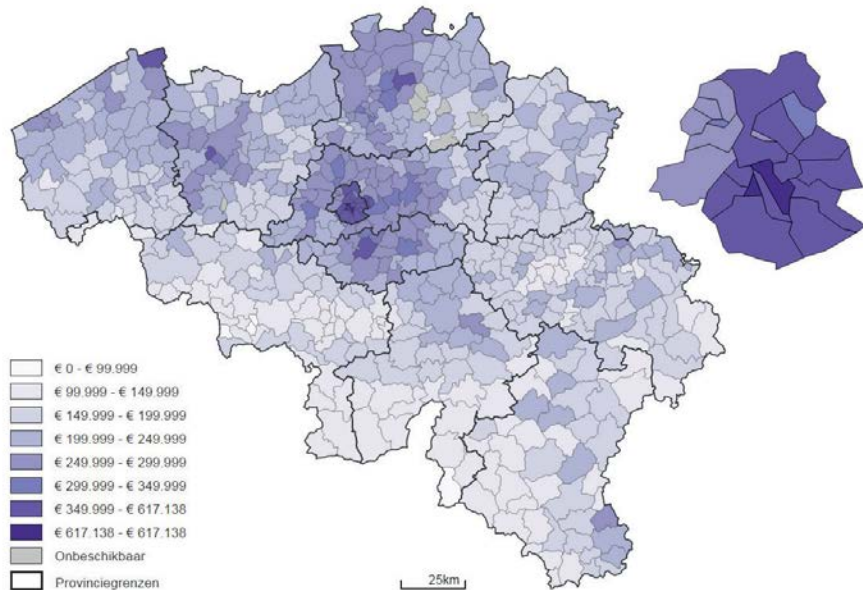 € 0 - € 99.999
€ 99.999 - € 149.999
€ 149.999 - € 199.999
€ 199.999 - € 249.999
€ 249.999 - € 299.999
€ 299.999 - € 349.999
€ 349.999 - € 617.138
€ 617.138 - € 617.138
Onbeschikbaar
Provinciegrenzen
25km